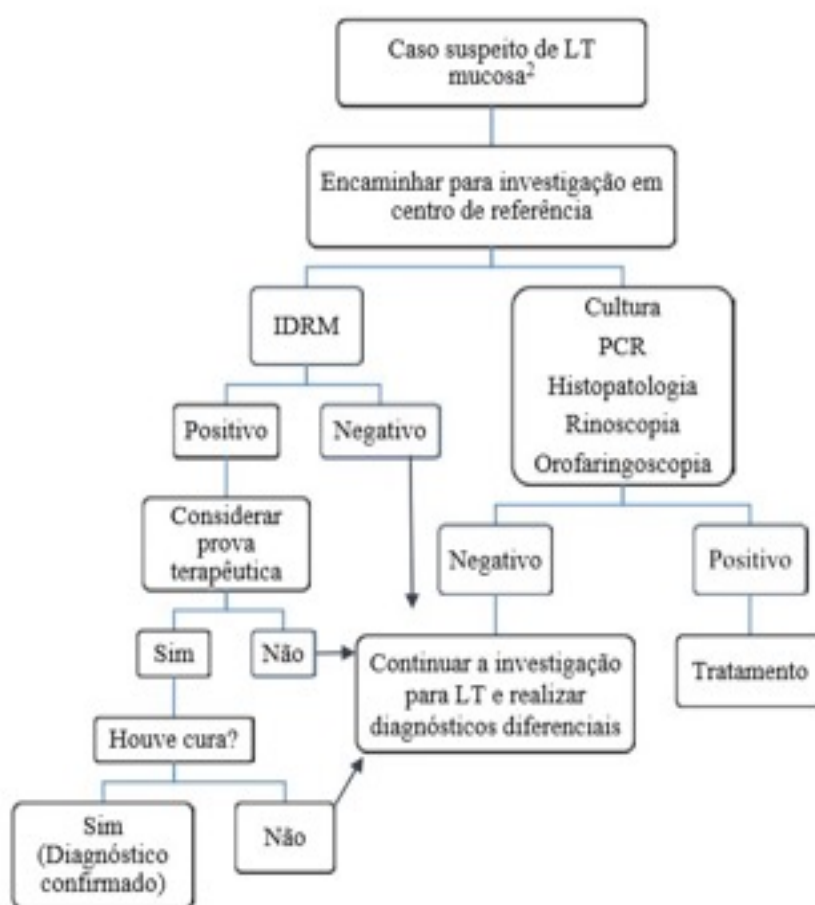 Caso suspeito de LT
mucosa²
Encaminhar para investigação em
centro de referência
IDRM
Cultura
PCR
Histopatologia
Rinoscopia
Orofaringoscopia
Positivo
Negativo
Considerar
prova
terapêutica
Negativo
Positivo
Sim
Não
Continuar a investigação
para LT e realizar
diagnósticos diferenciais
Tratamento
Houve cura?
Sim
(Diagnóstico
confirmado)
Não